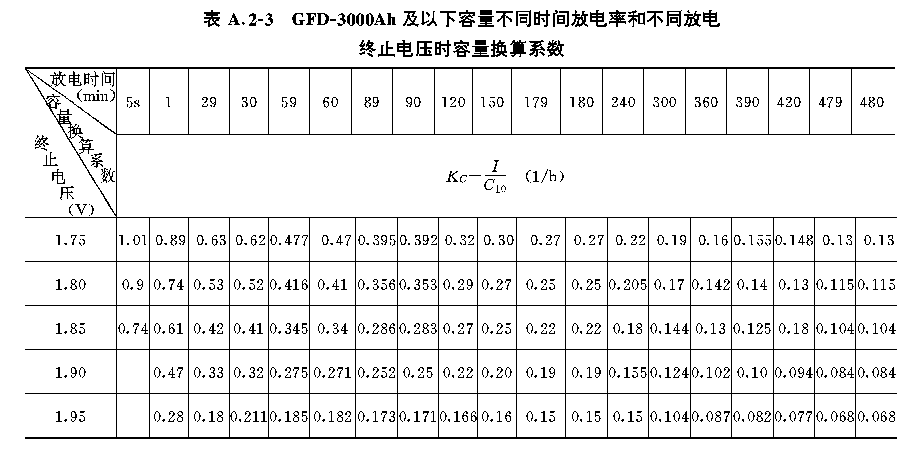 表 A.2-3 GFD-3000Ah 及以下容量不同时间放电率和不同放电
终止电压时容量换算系数
放电时间 (min) 容量换算系数 终止电压 (V) 5s 1 29 30 59 60 89 90 120 150 179 180 240 300 360 390 420 479 480
Kc-I/C10 (1/h)
1.75 1.01 0.89 0.63 0.62 0.477 0.47 0.395 0.392 0.32 0.30 0.27 0.27 0.22 0.19 0.16 0.155 0.148 0.13 0.13
1.80 0.9 0.74 0.53 0.52 0.416 0.41 0.356 0.353 0.29 0.27 0.25 0.25 0.205 0.17 0.142 0.14 0.13 0.115 0.115
1.85 0.74 0.61 0.42 0.41 0.345 0.34 0.286 0.283 0.27 0.25 0.22 0.22 0.18 0.144 0.13 0.125 0.18 0.104 0.104
1.90 0.47 0.33 0.32 0.275 0.271 0.252 0.25 0.22 0.20 0.19 0.19 0.155 0.124 0.102 0.10 0.094 0.084 0.084
1.95 0.28 0.18 0.211 0.185 0.182 0.173 0.171 0.166 0.16 0.15 0.15 0.15 0.104 0.087 0.082 0.077 0.068 0.068